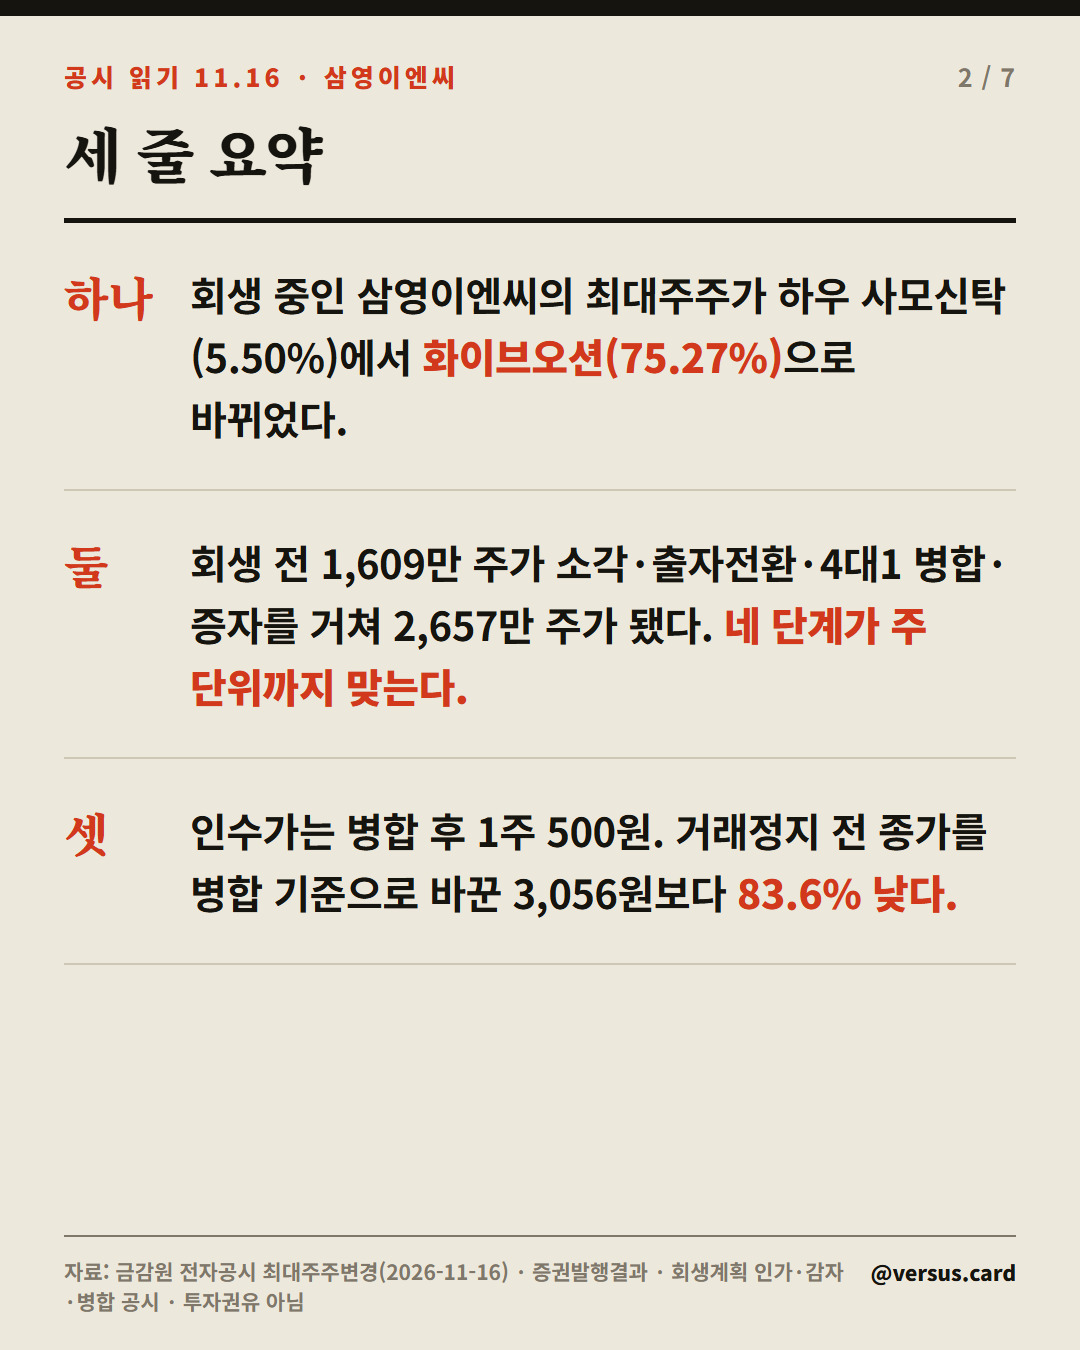 공시 읽기 11.16 · 삼영이엔씨
2 / 7
세 줄 요약
하나
회생 중인 삼영이엔씨의 최대주주가 하우 사모신탁
(5.50%)에서 화이브오션(75.27%)으로
바뀌었다.
둘
회생 전 1,609만 주가 소각·출자전환·4대1 병합·
증자를 거쳐 2,657만 주가 됐다. 네 단계가 주
단위까지 맞는다.
셋
인수가는 병합 후 1주 500원. 거래정지 전 종가를
병합 기준으로 바꾼 3,056원보다 83.6% 낮다.
자료: 금감원 전자공시 최대주주변경(2026-11-16) · 증권발행결과 · 회생계획 인가·감자
·병합 공시 · 투자권유 아님
@versus.card